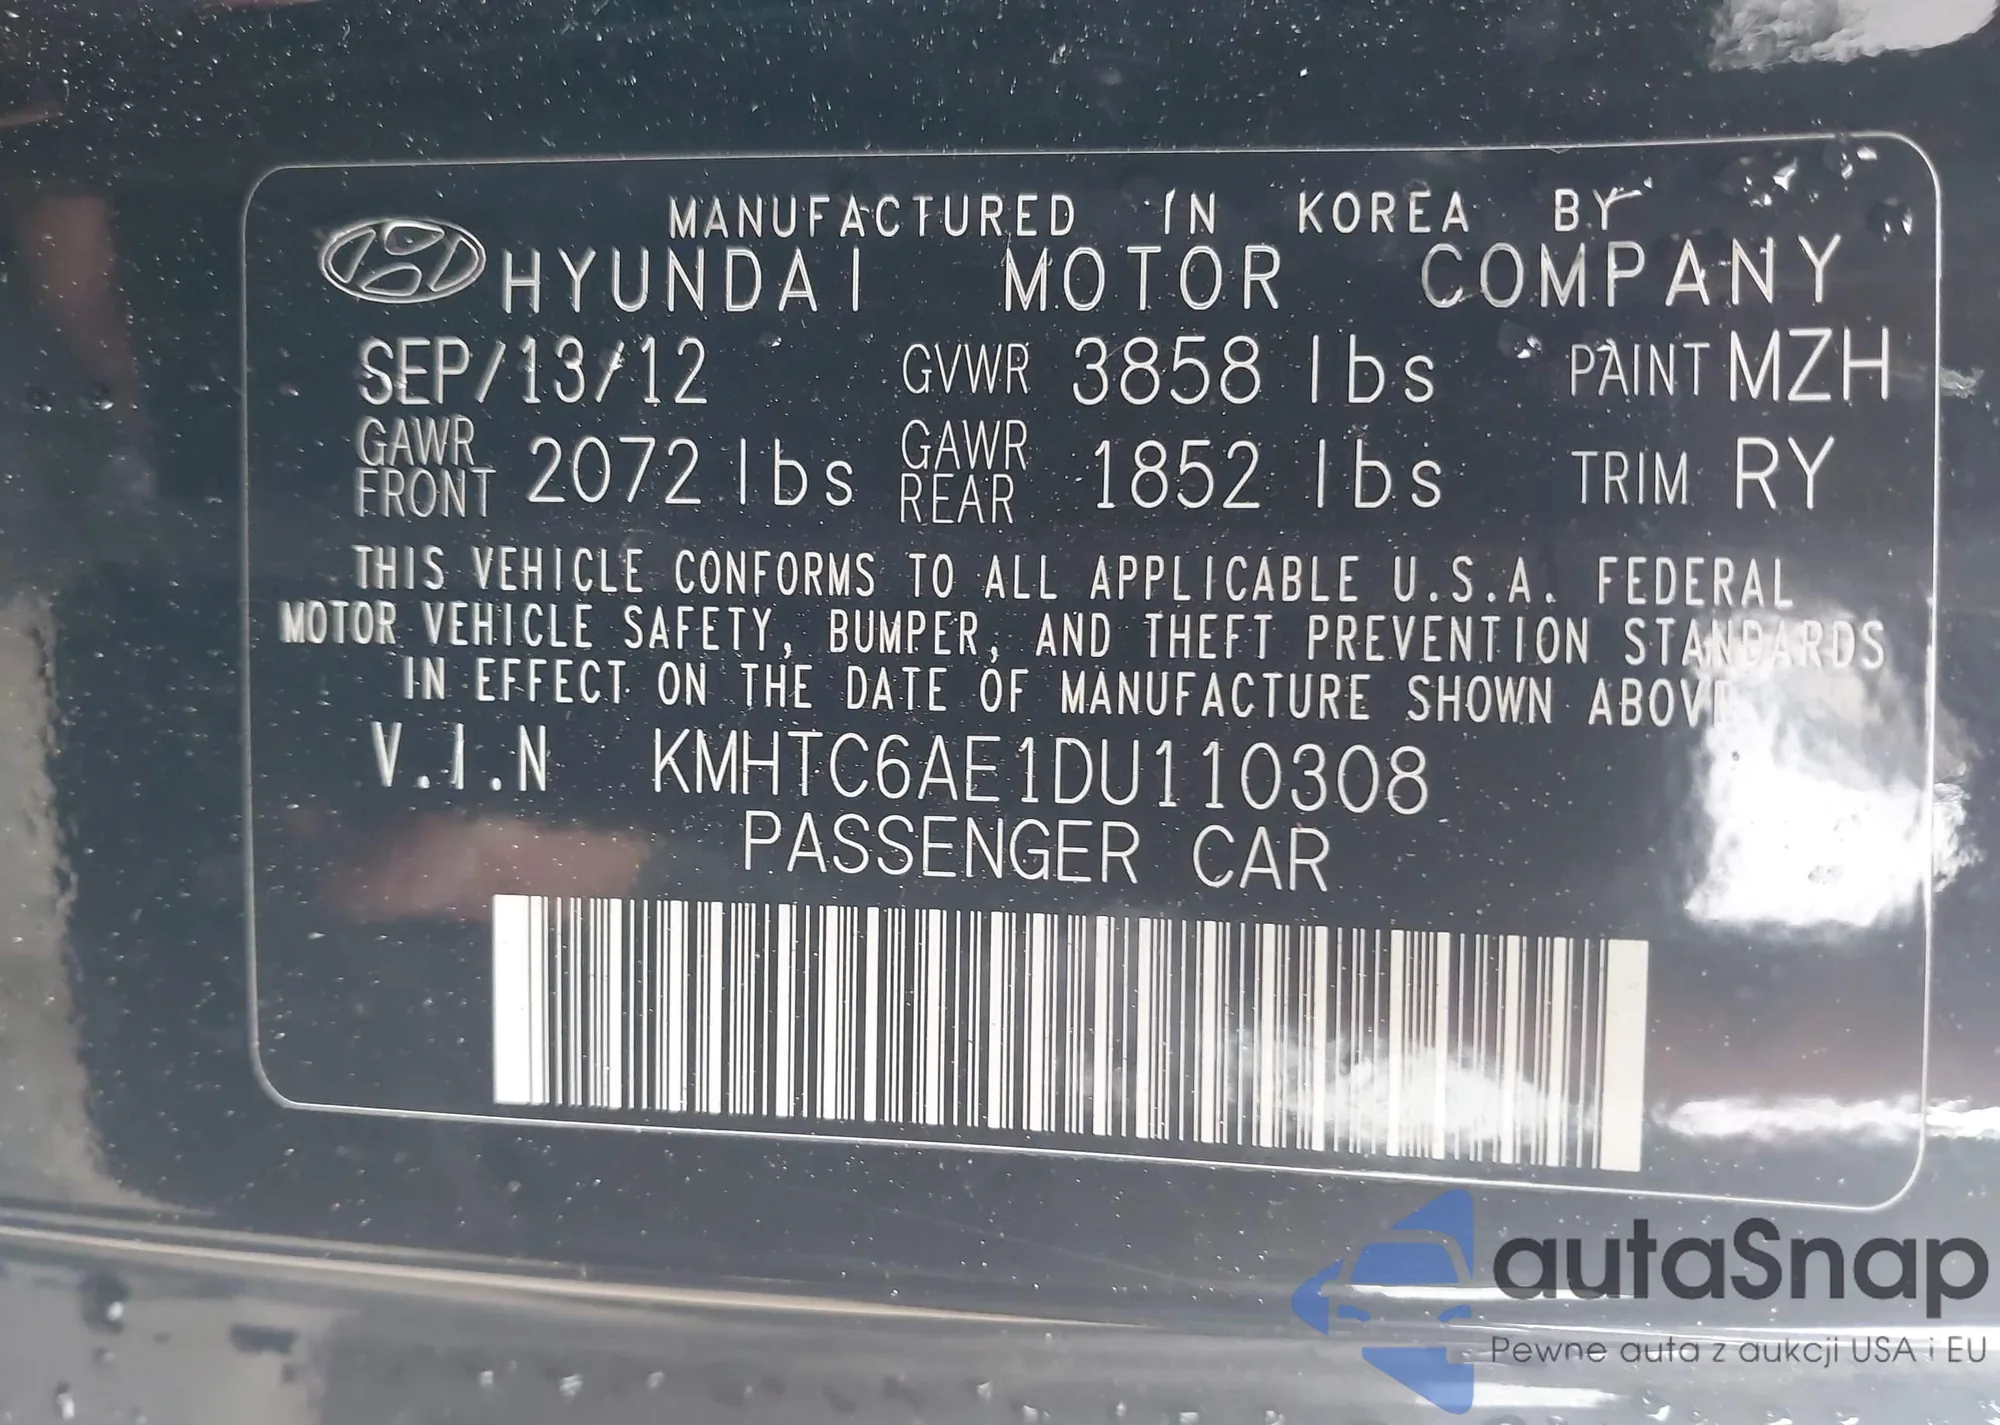 MANUFACTURED IN KOREA BY
HYUNDAI MOTOR COMPANY
SEP/13/12 GVWR 3858 lbs PAINT MZH
GAWR FRONT 2072 lbs GAWR REAR 1852 lbs TRIM RY
THIS VEHICLE CONFORMS TO ALL APPLICABLE U.S.A. FEDERAL
MOTOR VEHICLE SAFETY, BUMPER, AND THEFT PREVENTION STANDARDS
IN EFFECT ON THE DATE OF MANUFACTURE SHOWN ABOVE
V.I.N KMHTC6AE1DU110308
PASSENGER CAR
autaSnap
Pewne auta z aukcji USA i EU